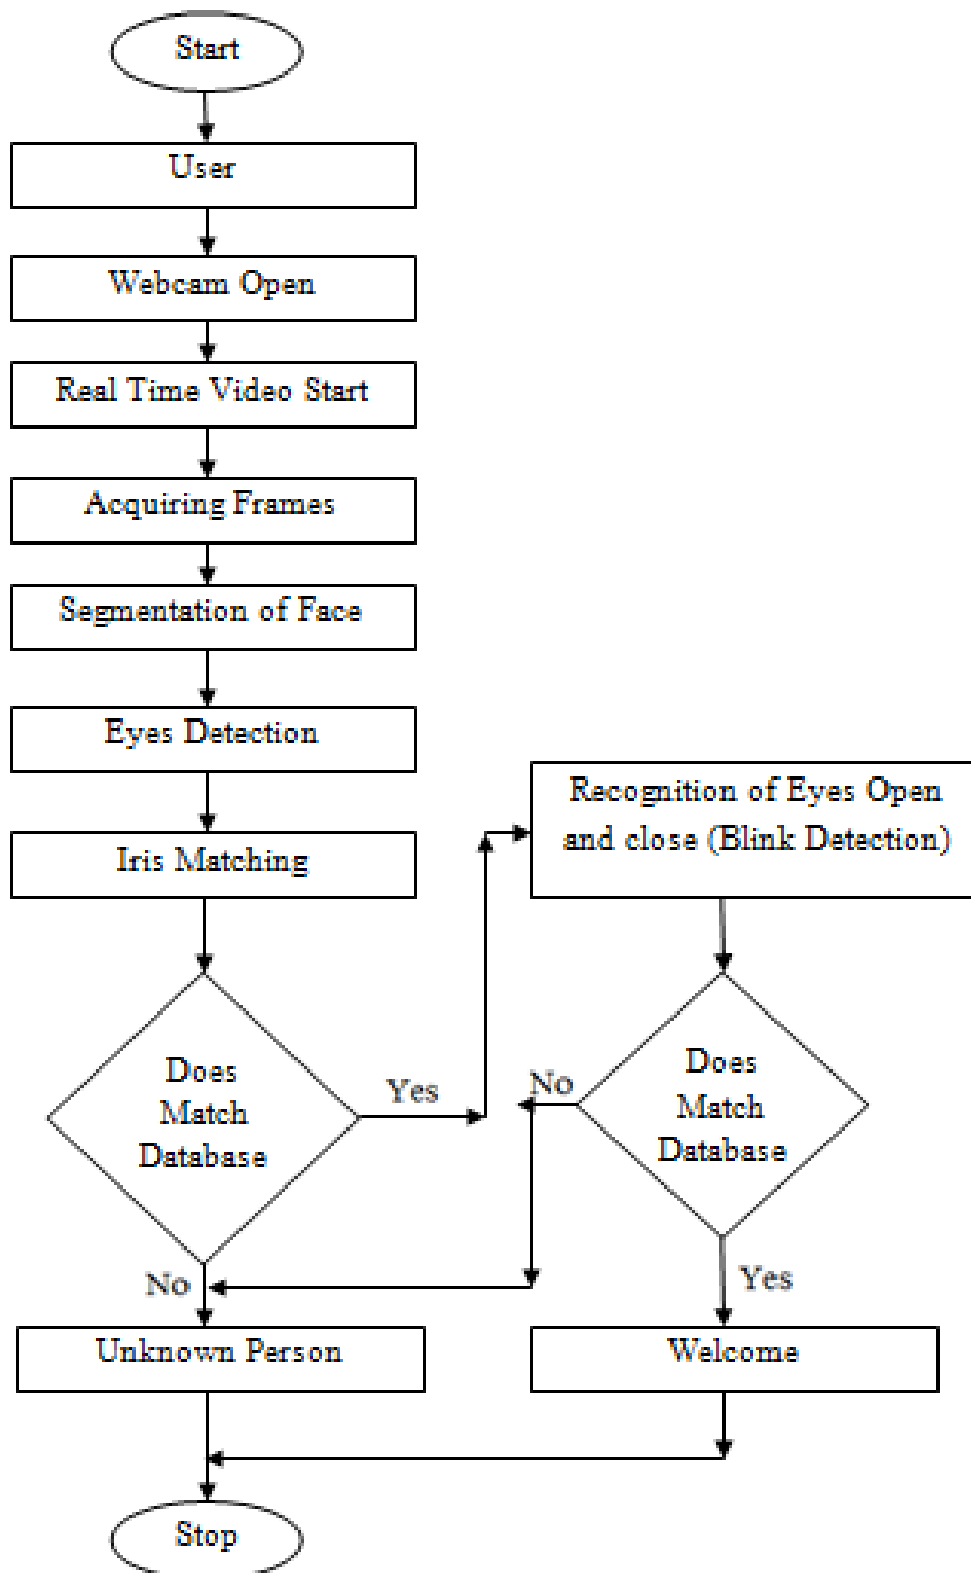 Start
User
Webcam Open
Real Time Video Start
Acquiring Frames
Segmentation of Face
Eyes Detection
Iris Matching
Recognition of Eyes Open
and close (Blink Detection)
Does
Match
Database
Yes
No
Does
Match
Database
No
Yes
Unknown Person
Welcome
Stop